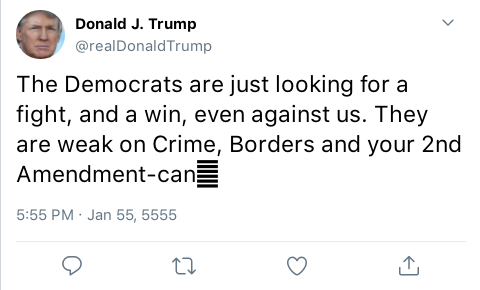 Donald J. Trump
@realDonaldTrump
The Democrats are just looking for a
fight, and a win, even against us. They
are weak on Crime, Borders and your 2nd
Amendment-can
5:55 PM · Jan 55, 5555